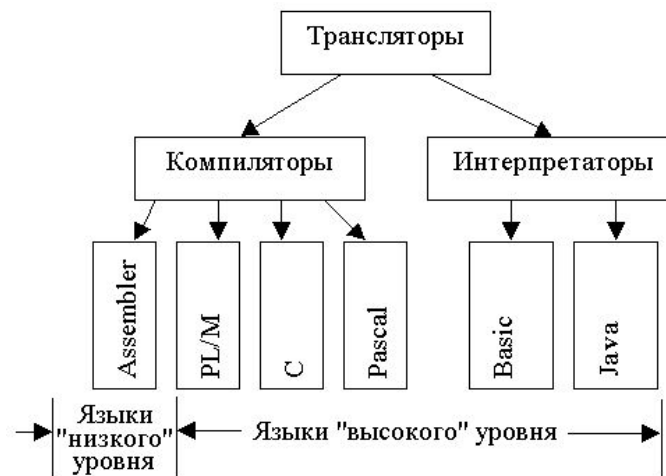 Трансляторы
Компиляторы
Интерпретаторы
Assembler
PL/M
C
Pascal
Basic
Java
Языки
"низкого"
уровня
Языки "высокого" уровня